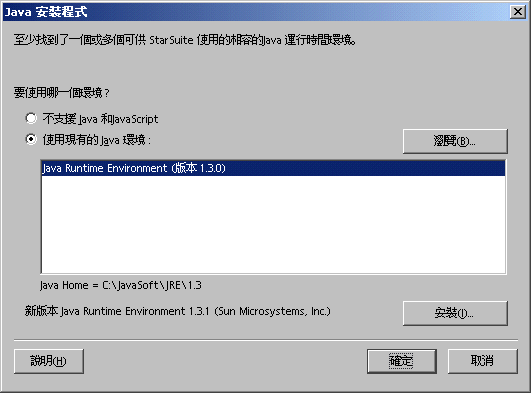 Java 安裝程式
至少找到了一個或多個可供 StarSuite 使用的相容的Java 運行時間環境。
要使用哪一個環境？
不支援 Java 和JavaScript
使用現有的 Java 環境：
瀏覽(B)...
Java Runtime Environment (版本 1.3.0)
Java Home = C:\JavaSoft\JRE\1.3
新版本 Java Runtime Environment 1.3.1 (Sun Microsystems, Inc.)
安裝(I)...
說明(H)
確定
取消